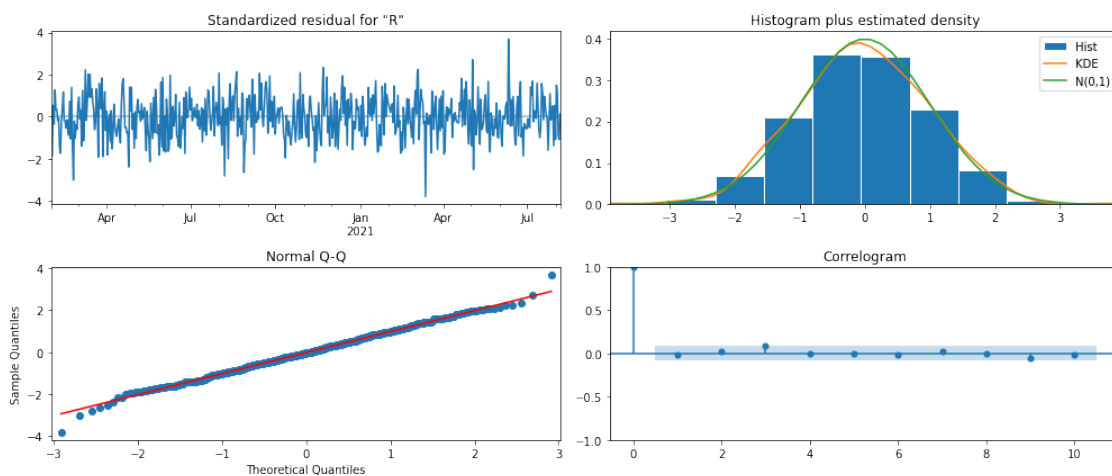 Standardized residual for "R"
4
2
0
−2
−4
Apr
Jul
Oct
Jan
2021
Apr
Jul
Histogram plus estimated density
Hist
KDE
N(0,1)
0.4
0.3
0.2
0.1
0.0
−3
−2
−1
0
1
2
3
Normal Q-Q
Sample Quantiles
4
2
0
−2
−4
−3
−2
−1
0
1
2
3
Theoretical Quantiles
Correlogram
1.0
0.5
0.0
−0.5
−1.0
0
2
4
6
8
10